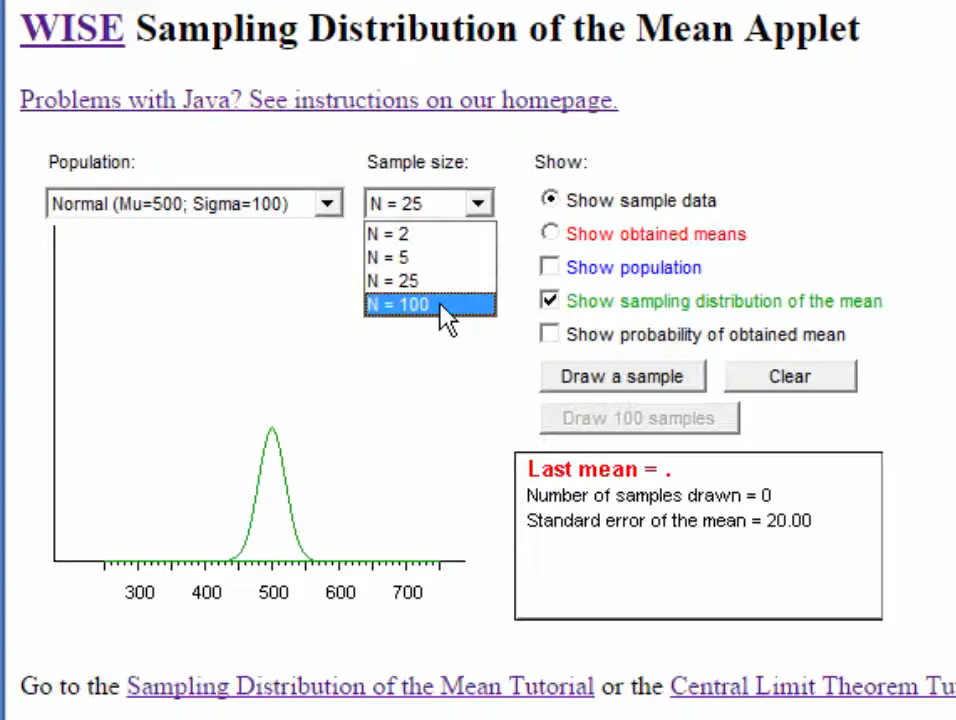 WISE Sampling Distribution of the Mean Applet
Problems with Java? See instructions on our homepage.
Population: Sample size: Show:
Normal (Mu=500; Sigma=100) N = 25 Show sample data
N = 2 Show obtained means
N = 5 Show population
N = 25
N = 100 Show sampling distribution of the mean
Show probability of obtained mean
Draw a sample Clear
Draw 100 samples
Last mean = .
Number of samples drawn = 0
Standard error of the mean = 20.00
300 400 500 600 700
Go to the Sampling Distribution of the Mean Tutorial or the Central Limit Theorem Tu